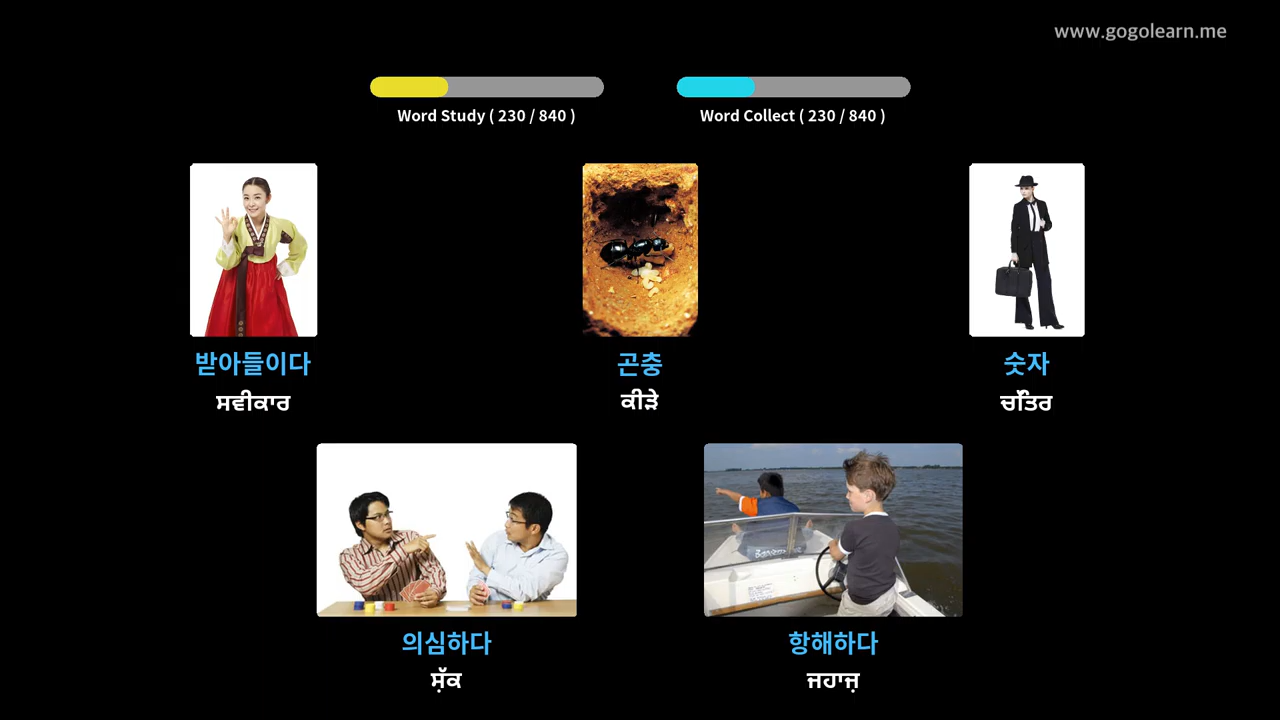 www.gogolearn.me
Word Study ( 230 / 840 )
Word Collect ( 230 / 840 )
받아들이다
ਸਵੀਕਾਰ
곤충
ਕੀੜੇ
숫자
ਚਿੱਤਰ
의심하다
ਸ਼ੱਕ
항해하다
ਜਹਾਜ਼